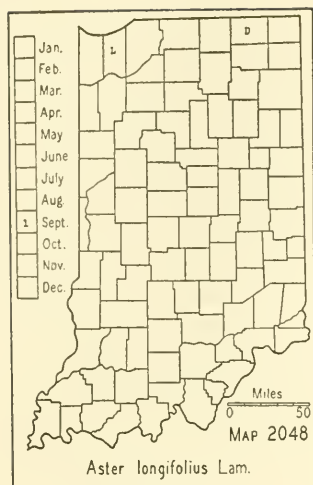 L
D
Jan.
Feb.
Mar.
Apr.
May
June
July
Aug.
1 Sept.
Oct.
Nov.
Dec.
Miles
0 50
MAP 2048
Aster longifolius Lam.